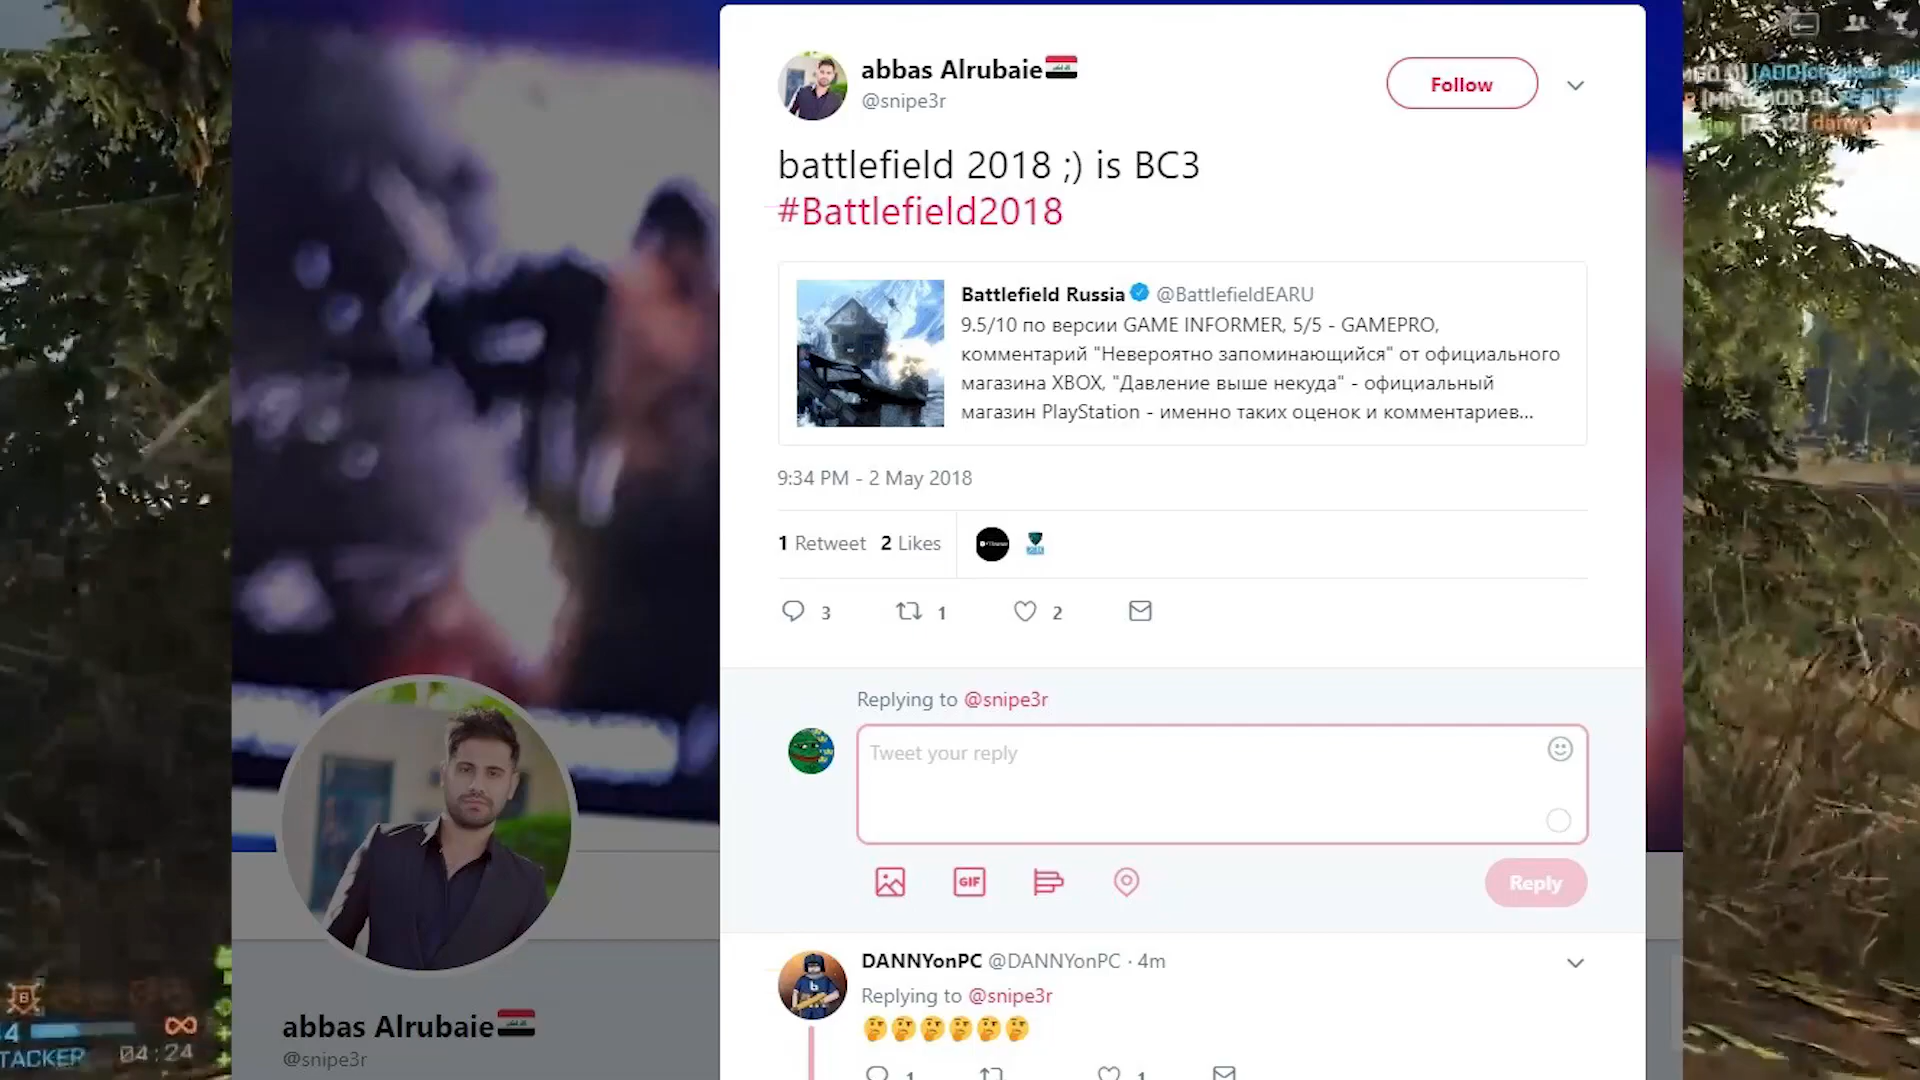 abbas Alrubaie
@snipe3r
Follow
battlefield 2018 ;) is BC3
#Battlefield2018
Battlefield Russia @BattlefieldEARU
9.5/10 по версии GAME INFORMER, 5/5 - GAMEPRO,
комментарий "Невероятно запоминающийся" от официального
магазина XBOX, "Давление выше некуда" - официальный
магазин PlayStation - именно таких оценок и комментариев...
9:34 PM - 2 May 2018
1 Retweet 2 Likes
3 1 2
Replying to @snipe3r
Tweet your reply
GIF
Reply
DANNYonPC @DANNYonPC · 4m
Replying to @snipe3r
🤔🤔🤔🤔🤔🤔
1 1
abbas Alrubaie
@snipe3r
B
TACKER 04:24